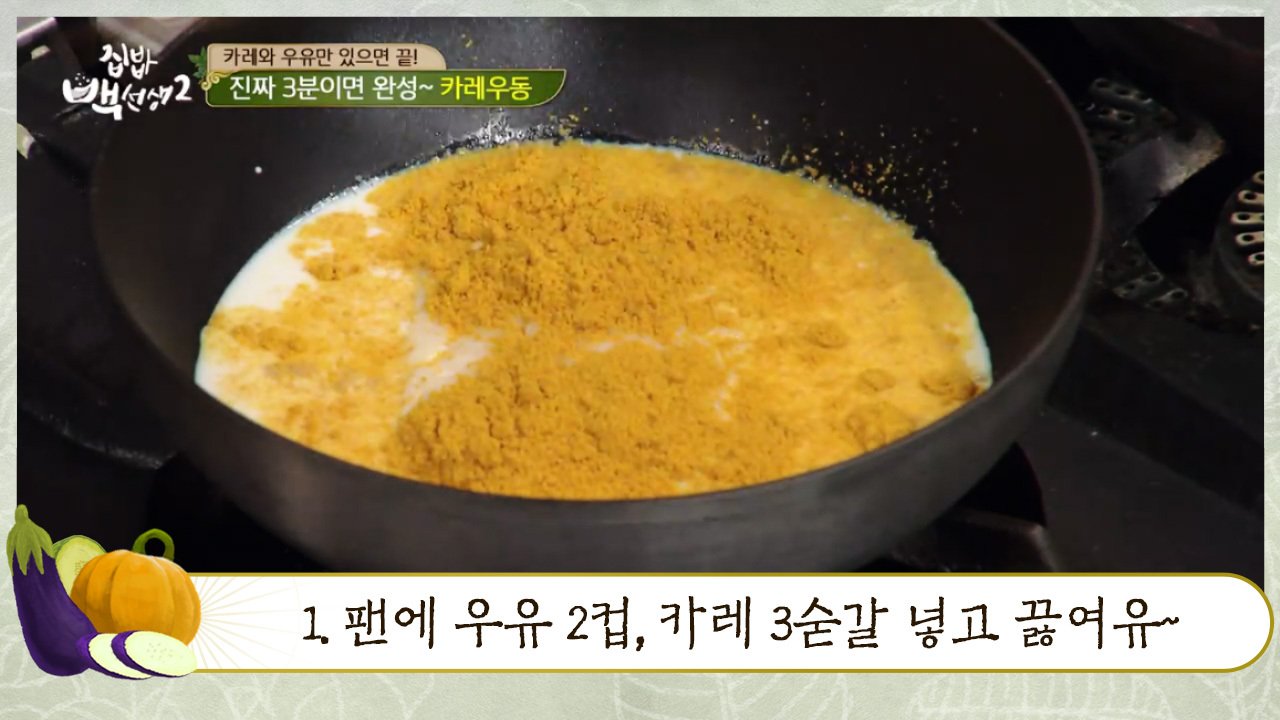 집밥
백선생2
카레와 우유만 있으면 끝!
진짜 3분이면 완성~ 카레우동
1. 팬에 우유 2컵, 카레 3숟갈 넣고 끓여유~